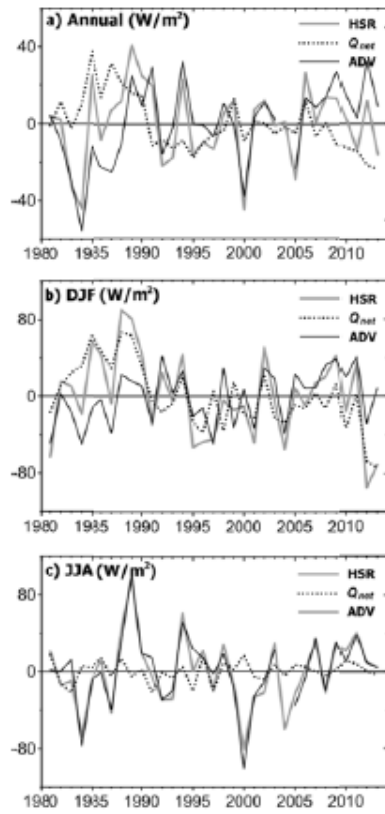 a) Annual (W/m²)
HSR
Qnet
ADV
40
0
-40
1980 1985 1990 1995 2000 2005 2010
b) DJF (W/m²)
HSR
Qnet
ADV
80
0
-80
1980 1985 1990 1995 2000 2005 2010
c) JJA (W/m²)
HSR
Qnet
ADV
80
0
-80
1980 1985 1990 1995 2000 2005 2010